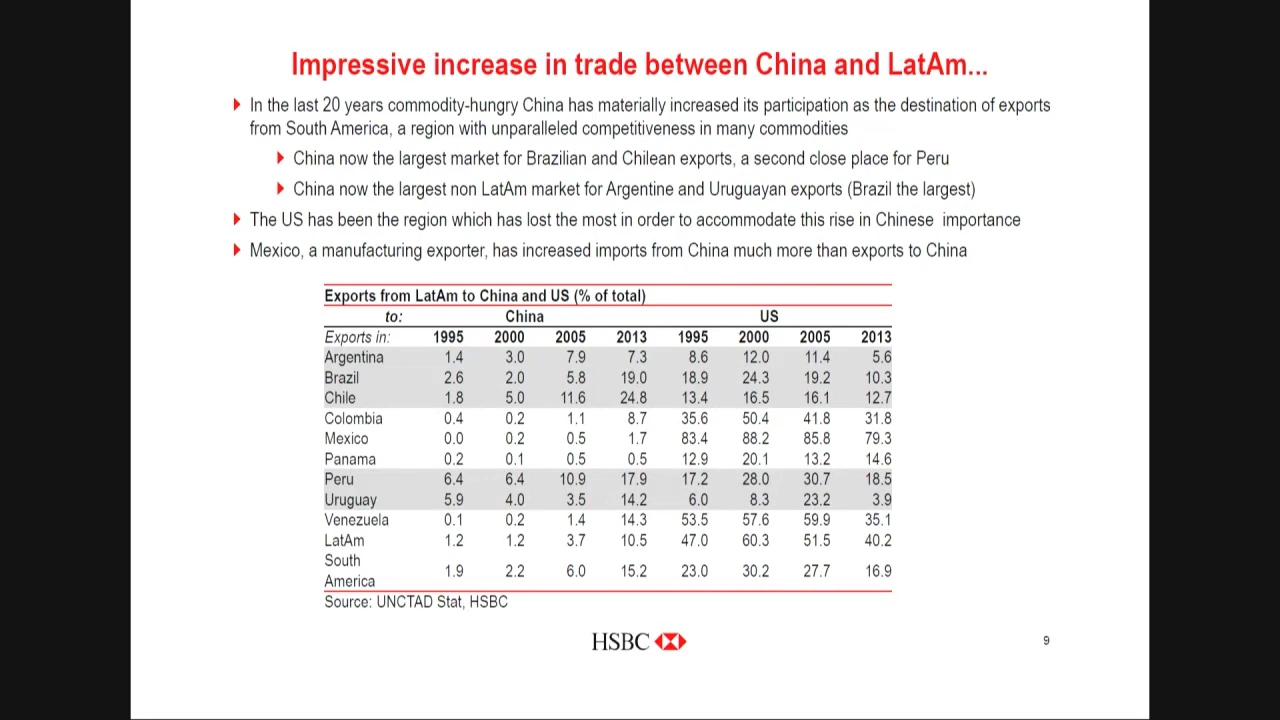 Impressive increase in trade between China and LatAm...
In the last 20 years commodity-hungry China has materially increased its participation as the destination of exports
from South America, a region with unparalleled competitiveness in many commodities
China now the largest market for Brazilian and Chilean exports, a second close place for Peru
China now the largest non LatAm market for Argentine and Uruguayan exports (Brazil the largest)
The US has been the region which has lost the most in order to accommodate this rise in Chinese importance
Mexico, a manufacturing exporter, has increased imports from China much more than exports to China
Exports from LatAm to China and US (% of total)
to: China US
Exports in: 1995 2000 2005 2013 1995 2000 2005 2013
Argentina 1.4 3.0 7.9 7.3 8.6 12.0 11.4 5.6
Brazil 2.6 2.0 5.8 19.0 18.9 24.3 19.2 10.3
Chile 1.8 5.0 11.6 24.8 13.4 16.5 16.1 12.7
Colombia 0.4 0.2 1.1 8.7 35.6 50.4 41.8 31.8
Mexico 0.0 0.2 0.5 1.7 83.4 88.2 85.8 79.3
Panama 0.2 0.1 0.5 0.5 12.9 20.1 13.2 14.6
Peru 6.4 6.4 10.9 17.9 17.2 28.0 30.7 18.5
Uruguay 5.9 4.0 3.5 14.2 6.0 8.3 23.2 3.9
Venezuela 0.1 0.2 1.4 14.3 53.5 57.6 59.9 35.1
LatAm 1.2 1.2 3.7 10.5 47.0 60.3 51.5 40.2
South
America 1.9 2.2 6.0 15.2 23.0 30.2 27.7 16.9
Source: UNCTAD Stat, HSBC
HSBC
9